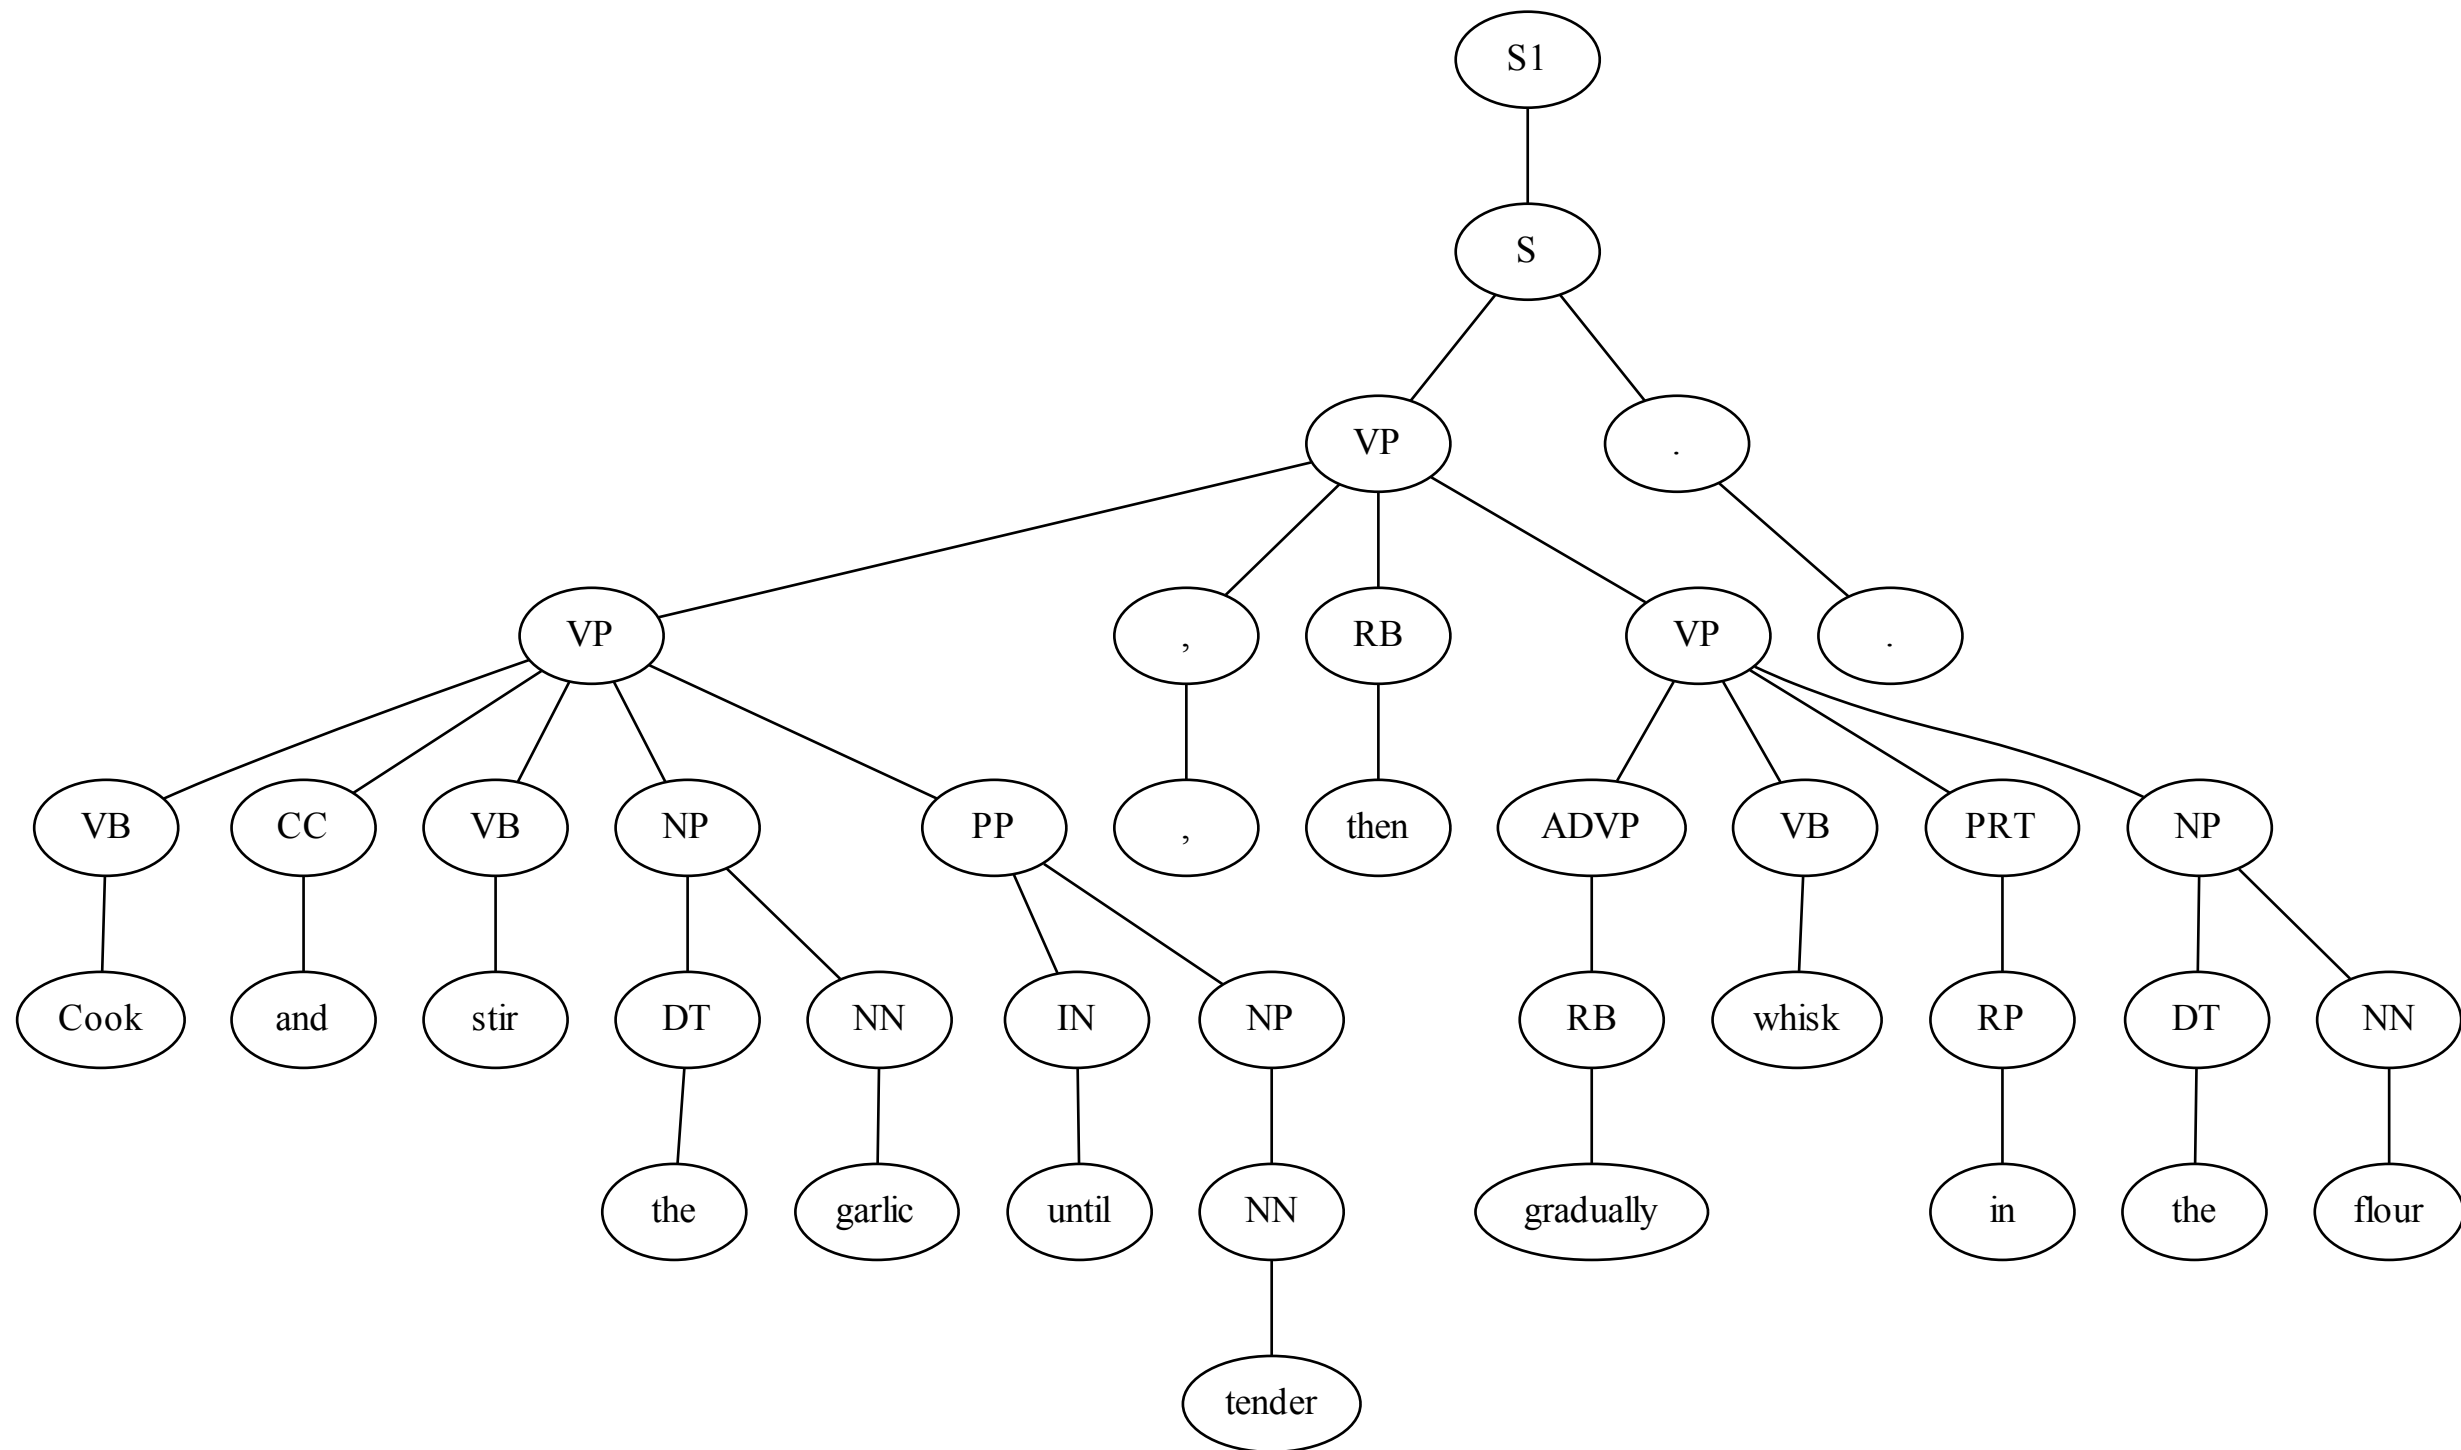 S1
S
VP .
VP , RB VP .
VB CC VB NP PP , then ADVP VB PRT NP
Cook and stir DT NN IN NP RB whisk RP DT NN
the garlic until NN gradually in the flour
tender